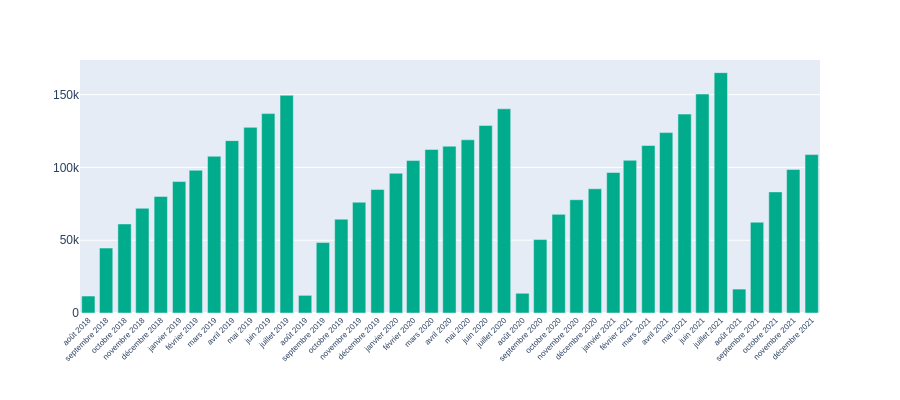 150k
100k
50k
0
août 2018
septembre 2018
octobre 2018
novembre 2018
décembre 2018
janvier 2019
février 2019
mars 2019
avril 2019
mai 2019
juin 2019
juillet 2019
août 2019
septembre 2019
octobre 2019
novembre 2019
décembre 2019
janvier 2020
février 2020
mars 2020
avril 2020
mai 2020
juin 2020
juillet 2020
août 2020
septembre 2020
octobre 2020
novembre 2020
décembre 2020
janvier 2021
février 2021
mars 2021
avril 2021
mai 2021
juin 2021
juillet 2021
août 2021
septembre 2021
octobre 2021
novembre 2021
décembre 2021